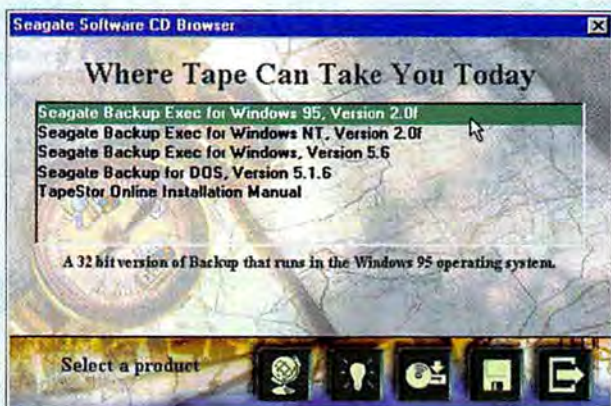 Seagate Software CD Browser
Where Tape Can Take You Today
Seagate Backup Exec for Windows 95, Version 2.0f
Seagate Backup Exec for Windows NT, Version 2.0f
Seagate Backup Exec for Windows, Version 5.6
Seagate Backup for DOS, Version 5.1.6
TapeStor Online Installation Manual
A 32 bit version of Backup that runs in the Windows 95 operating system.
Select a product